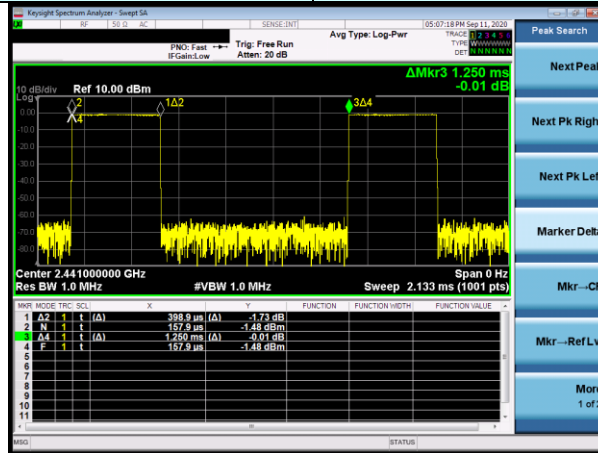 Keysight Spectrum Analyzer - Swept SA
RF 50 Ω AC SENSE:INT 05:07:18 PM Sep 11, 2020
Avg Type: Log-Pwr TRACE 1 2 3 4 5 6
PNO: Fast Trig: Free Run TYPE WWWWWW
IFGain:Low Atten: 20 dB DET N N N N N N
Peak Search
ΔMkr3 1.250 ms
-0.01 dB
10 dB/div Ref 10.00 dBm
Log
2 1Δ2 3Δ4
0.00
4
-10.0
-20.0
-30.0
-40.0
-50.0
-60.0
-70.0
-80.0
Center 2.441000000 GHz Span 0 Hz
Res BW 1.0 MHz #VBW 1.0 MHz Sweep 2.133 ms (1001 pts)
MKR MODE TRC SCL X Y FUNCTION FUNCTION WIDTH FUNCTION VALUE
1 Δ2 1 t (Δ) 398.9 µs (Δ) -1.73 dB
2 N 1 t 157.9 µs -1.48 dBm
3 Δ4 1 t (Δ) 1.250 ms (Δ) -0.01 dB
4 F 1 t 157.9 µs -1.48 dBm
5
6
7
8
9
10
11
MSG STATUS
Next Peak
Next Pk Righ
Next Pk Lef
Marker Delta
Mkr→C
Mkr→Ref Lv
More
1 of